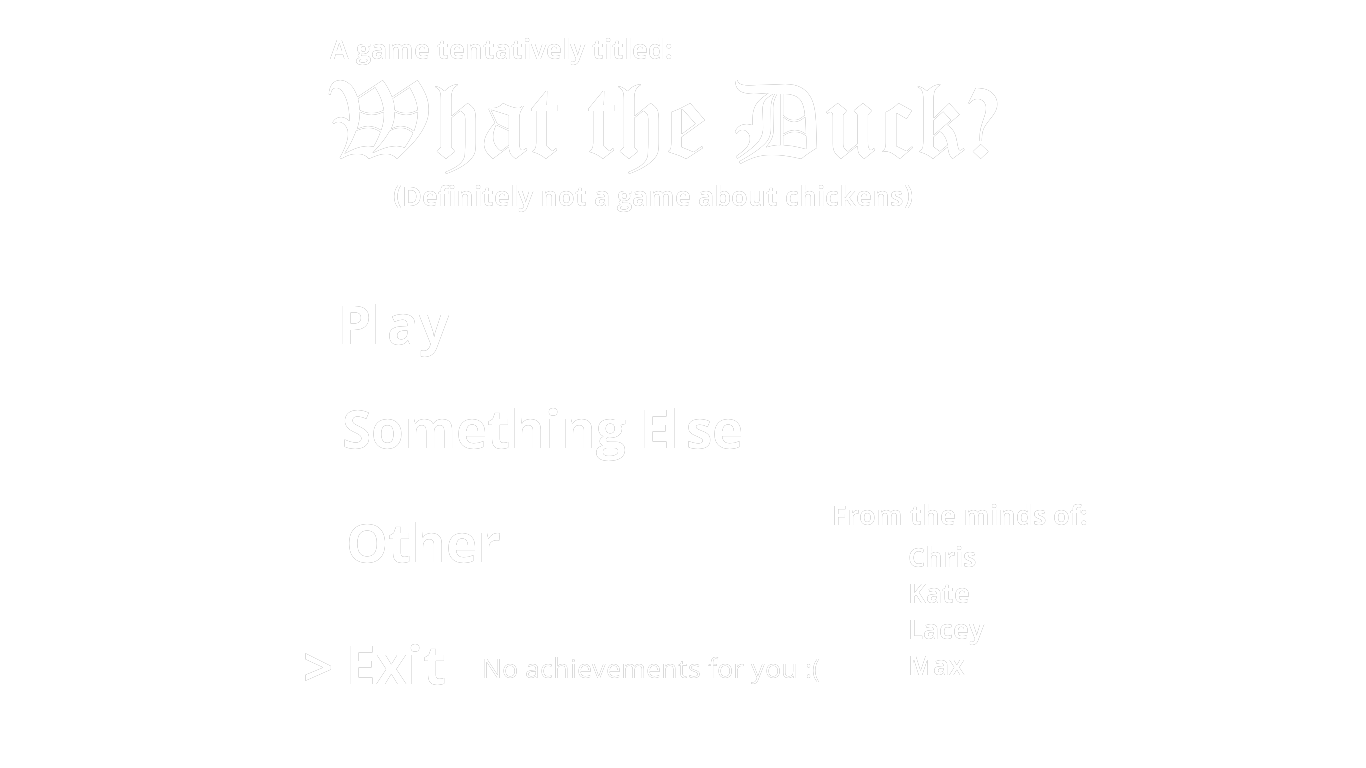 A game tentatively titled:
What the Duck?
(Definitely not a game about chickens)
Play
Something Else
Other
> Exit
No achievements for you :(
From the minds of:
Chris
Kate
Lacey
Max